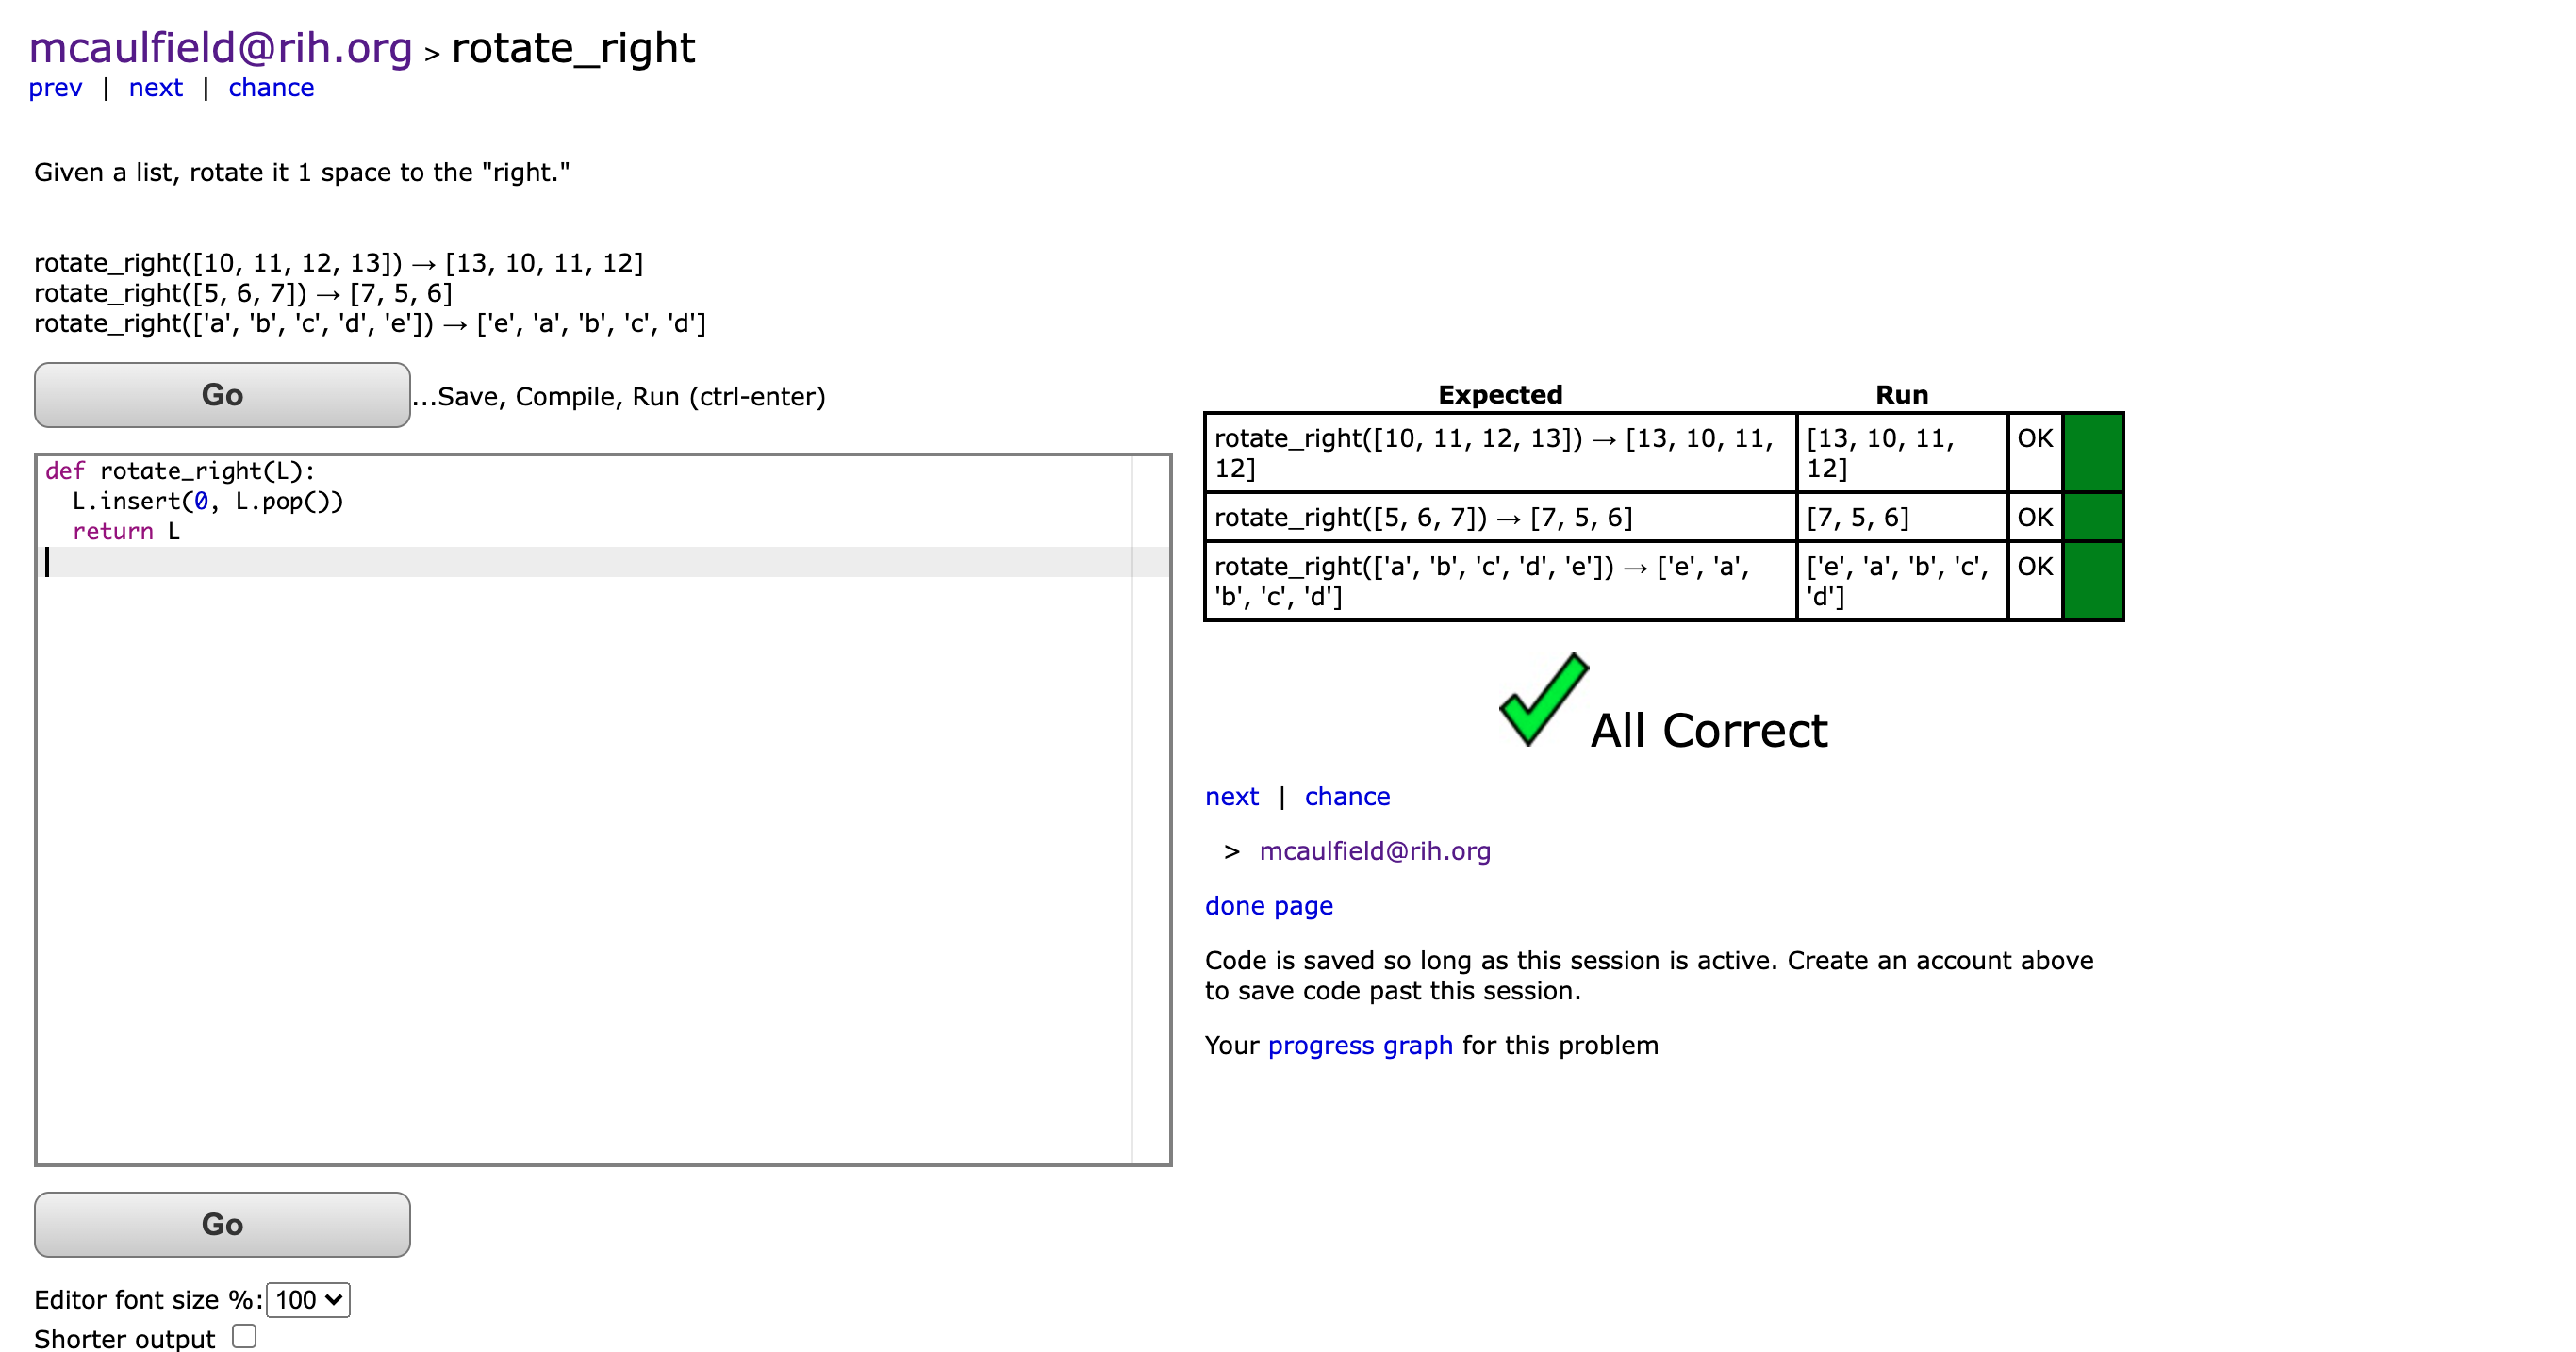 mcaulfield@rih.org > rotate_right
prev | next | chance
Given a list, rotate it 1 space to the "right."
rotate_right([10, 11, 12, 13]) → [13, 10, 11, 12]
rotate_right([5, 6, 7]) → [7, 5, 6]
rotate_right(['a', 'b', 'c', 'd', 'e']) → ['e', 'a', 'b', 'c', 'd']
Go ...Save, Compile, Run (ctrl-enter)
def rotate_right(L):
  L.insert(0, L.pop())
  return L
Go
Editor font size %: 100
Shorter output
Expected Run
rotate_right([10, 11, 12, 13]) → [13, 10, 11, [13, 10, 11, OK
12] 12]
rotate_right([5, 6, 7]) → [7, 5, 6] [7, 5, 6] OK
rotate_right(['a', 'b', 'c', 'd', 'e']) → ['e', 'a', ['e', 'a', 'b', 'c', OK
'b', 'c', 'd'] 'd']
All Correct
next | chance
> mcaulfield@rih.org
done page
Code is saved so long as this session is active. Create an account above
to save code past this session.
Your progress graph for this problem